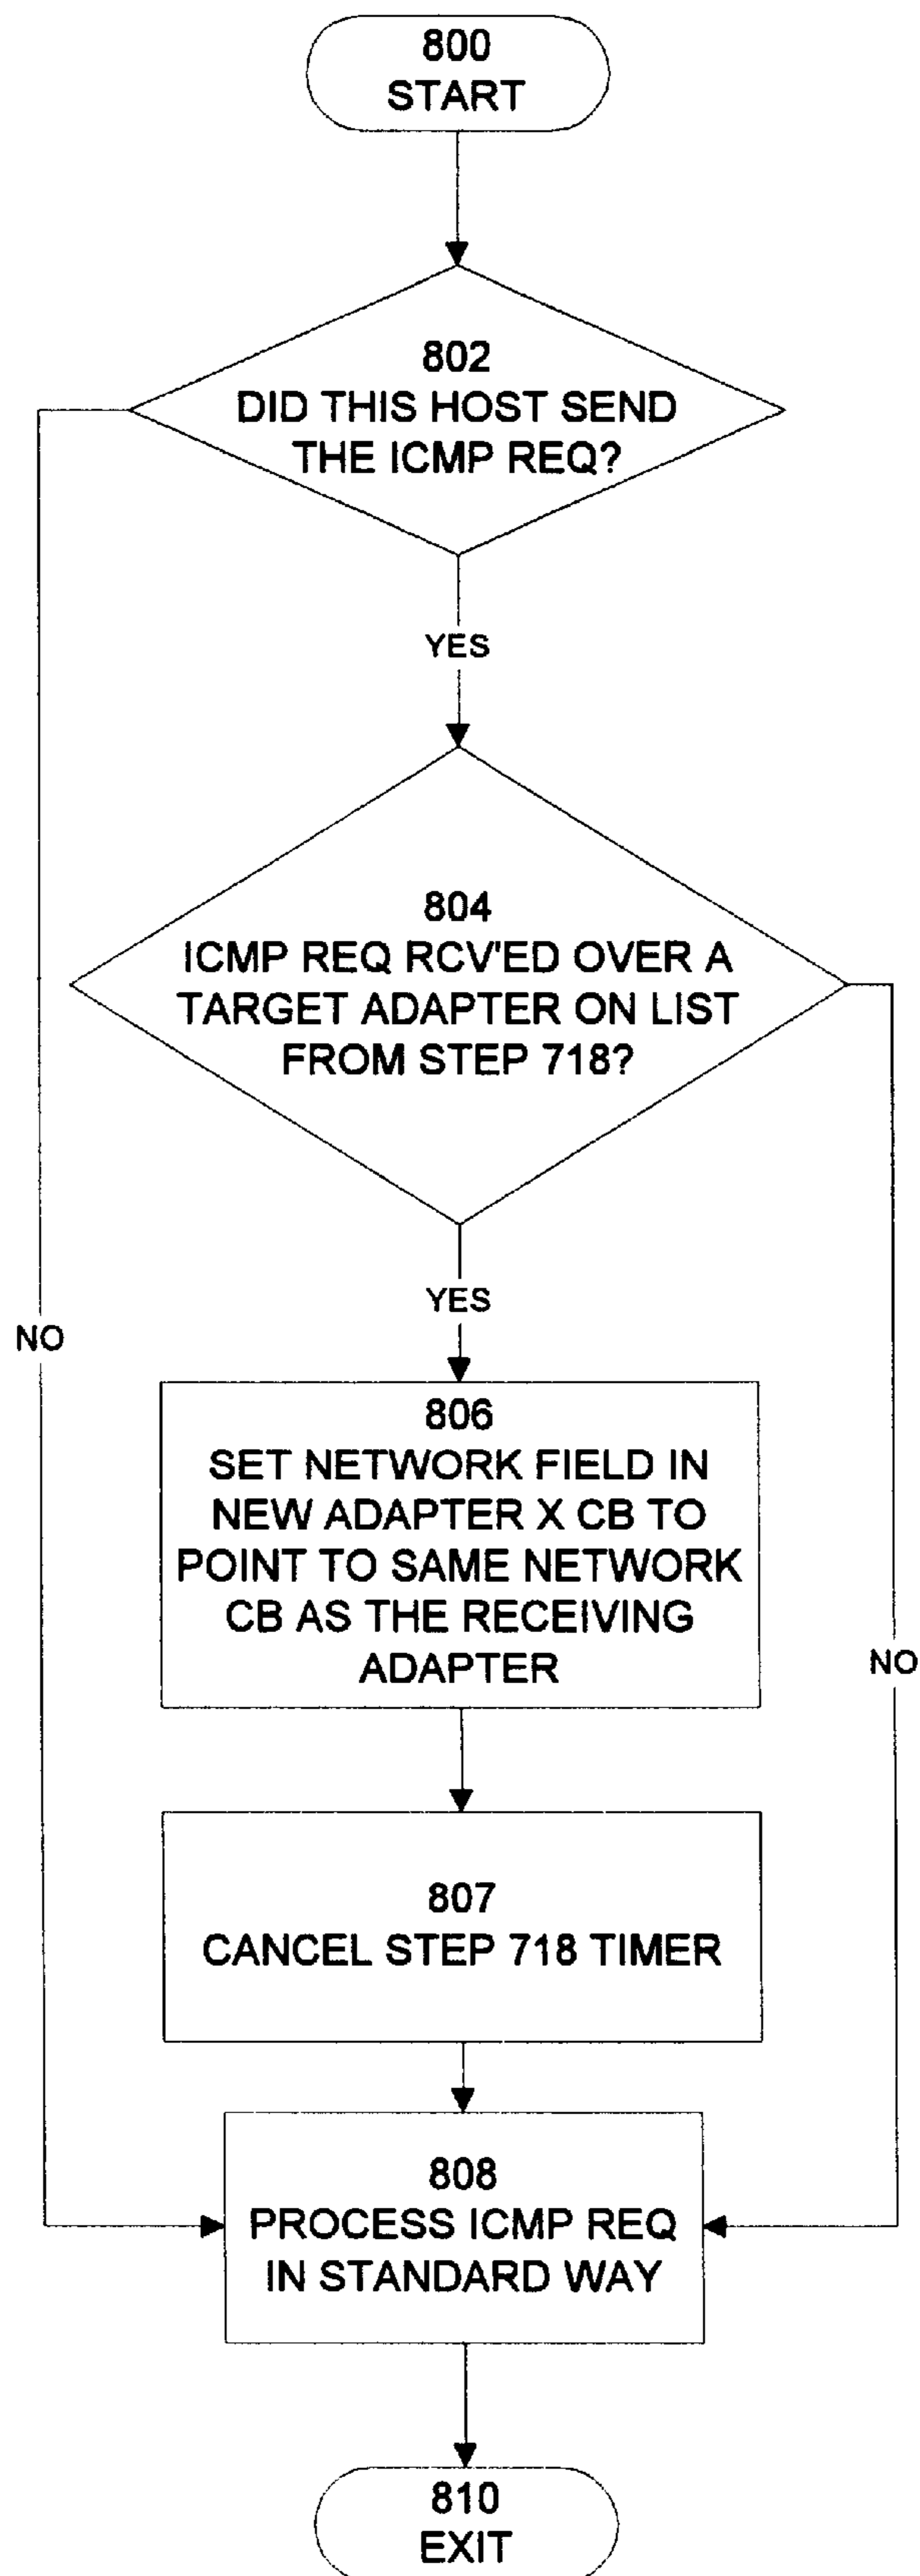 800
START
802
DID THIS HOST SEND
THE ICMP REQ?
YES
804
ICMP REQ RCV'ED OVER A
TARGET ADAPTER ON LIST
FROM STEP 718?
YES
NO
806
SET NETWORK FIELD IN
NEW ADAPTER X CB TO
POINT TO SAME NETWORK
CB AS THE RECEIVING
ADAPTER
NO
807
CANCEL STEP 718 TIMER
808
PROCESS ICMP REQ
IN STANDARD WAY
810
EXIT